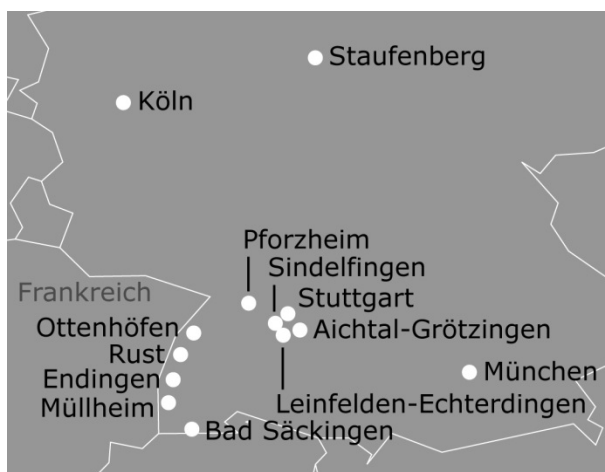 Staufenberg
Köln
Pforzheim
Sindelfingen
Frankreich
Stuttgart
Ottenhöfen
Aichtal-Grötzingen
Rust
Endingen
München
Müllheim
Leinfelden-Echterdingen
Bad Säckingen